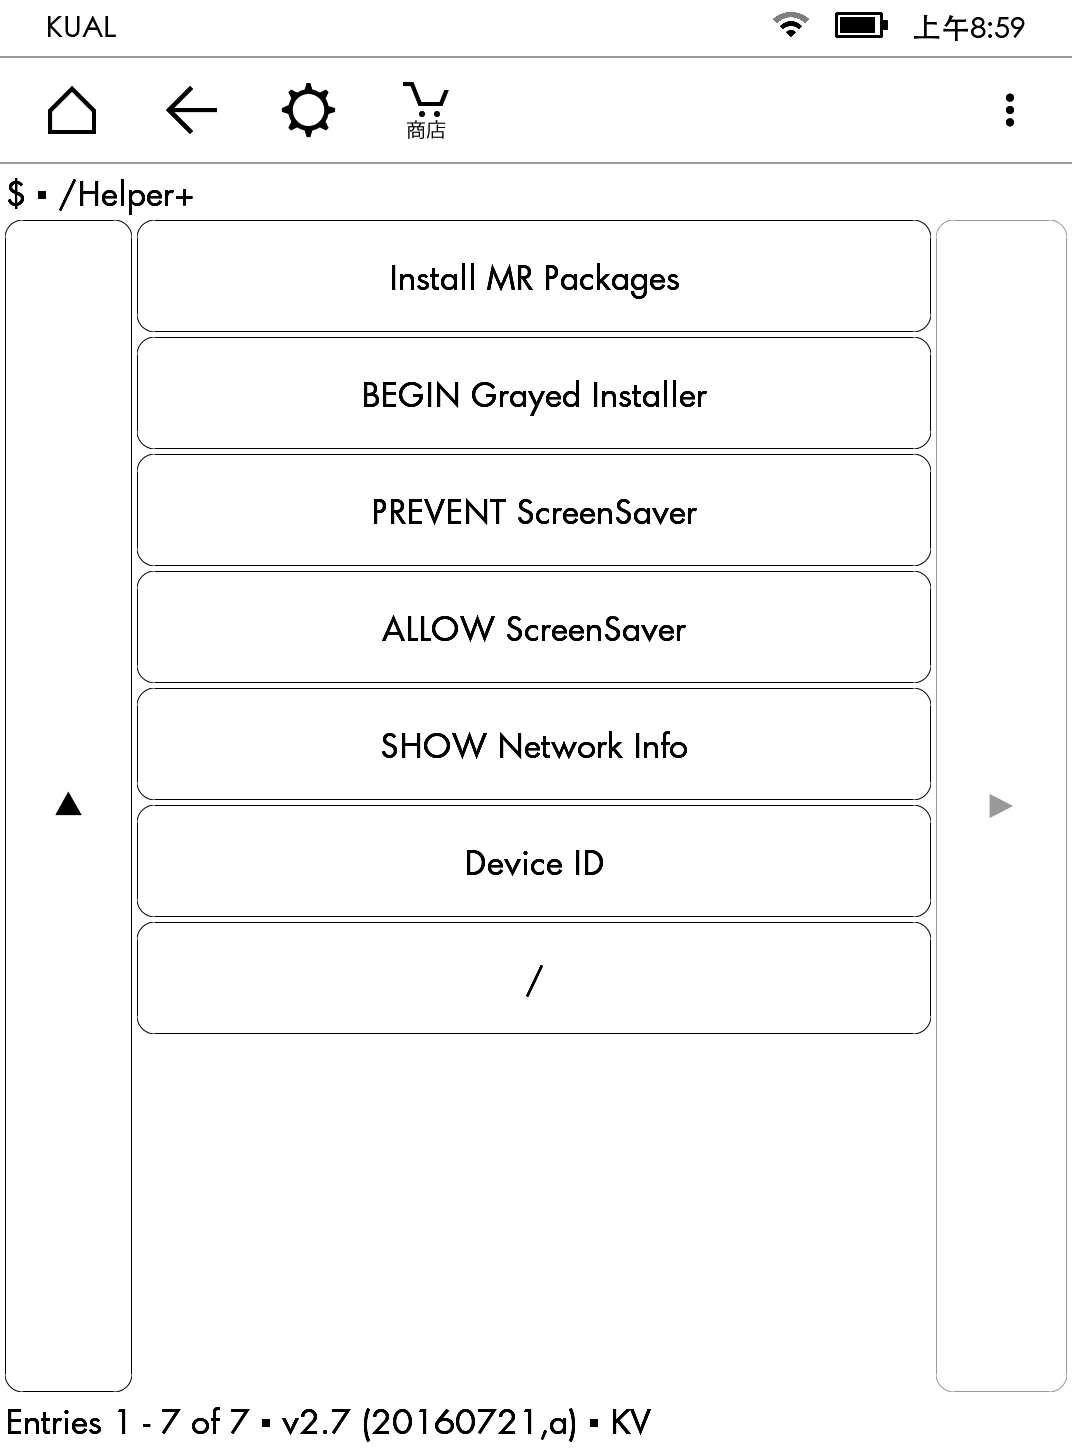 KUAL 上午8:59
商店
$ ▪ /Helper+
Install MR Packages
BEGIN Grayed Installer
PREVENT ScreenSaver
ALLOW ScreenSaver
SHOW Network Info
Device ID
/
Entries 1 - 7 of 7 ▪ v2.7 (20160721,a) ▪ KV